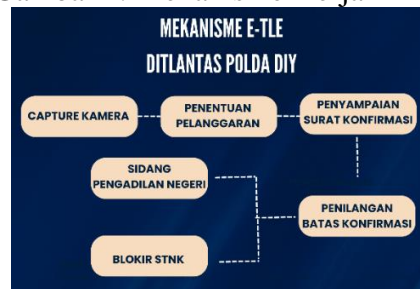 MEKANISME E-TLE
DITLANTAS POLDA DIY
CAPTURE KAMERA
PENENTUAN
PELANGGARAN
PENYAMPAIAN
SURAT KONFIRMASI
SIDANG
PENGADILAN NEGERI
PENILANGAN
BATAS KONFIRMASI
BLOKIR STNK